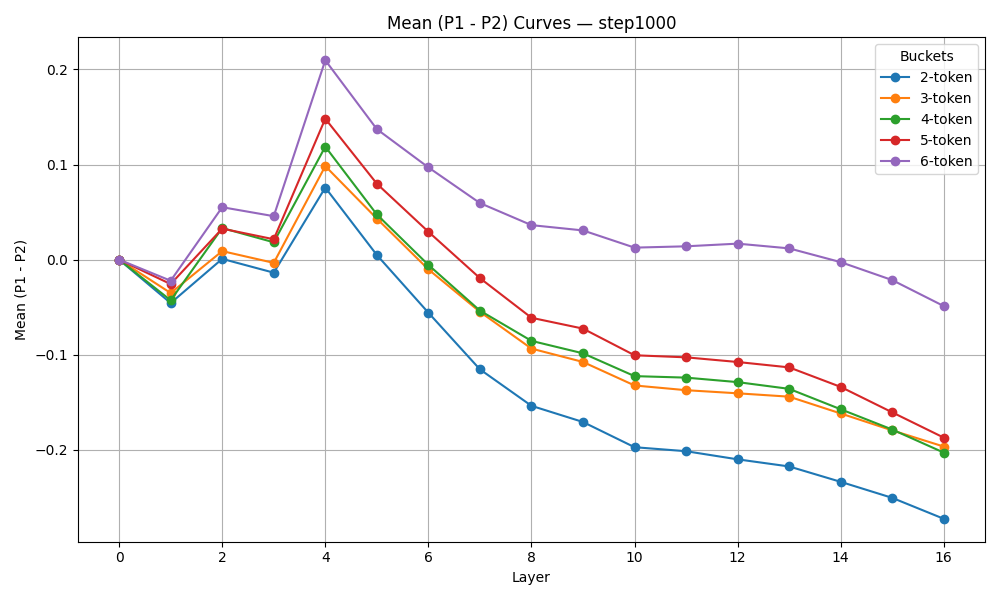 Mean (P1 - P2) Curves — step1000
Mean (P1 - P2)
0.2
0.1
0.0
−0.1
−0.2
0 2 4 6 8 10 12 14 16
Layer
Buckets
2-token
3-token
4-token
5-token
6-token